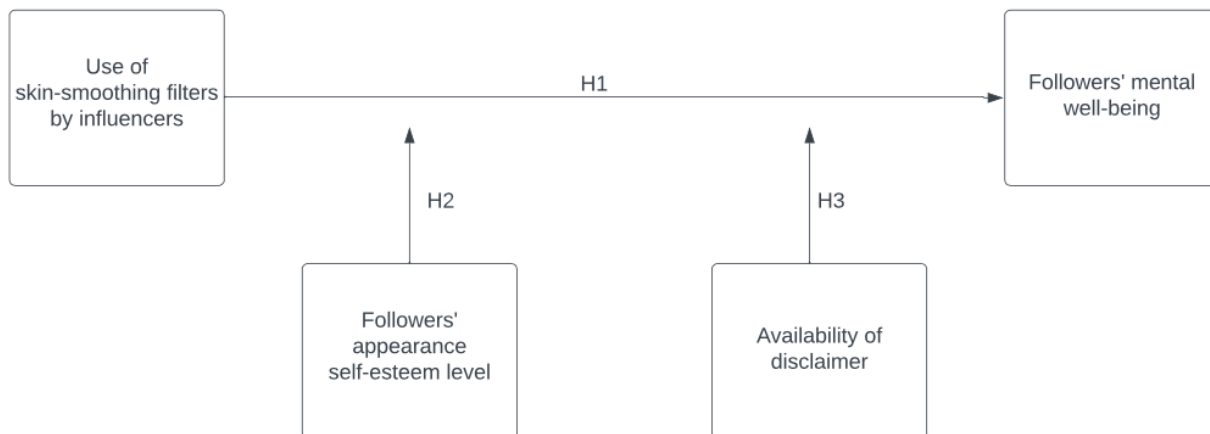 Use of
skin-smoothing filters
by influencers
H1
Followers' mental
well-being
H2
H3
Followers'
appearance
self-esteem level
Availability of
disclaimer